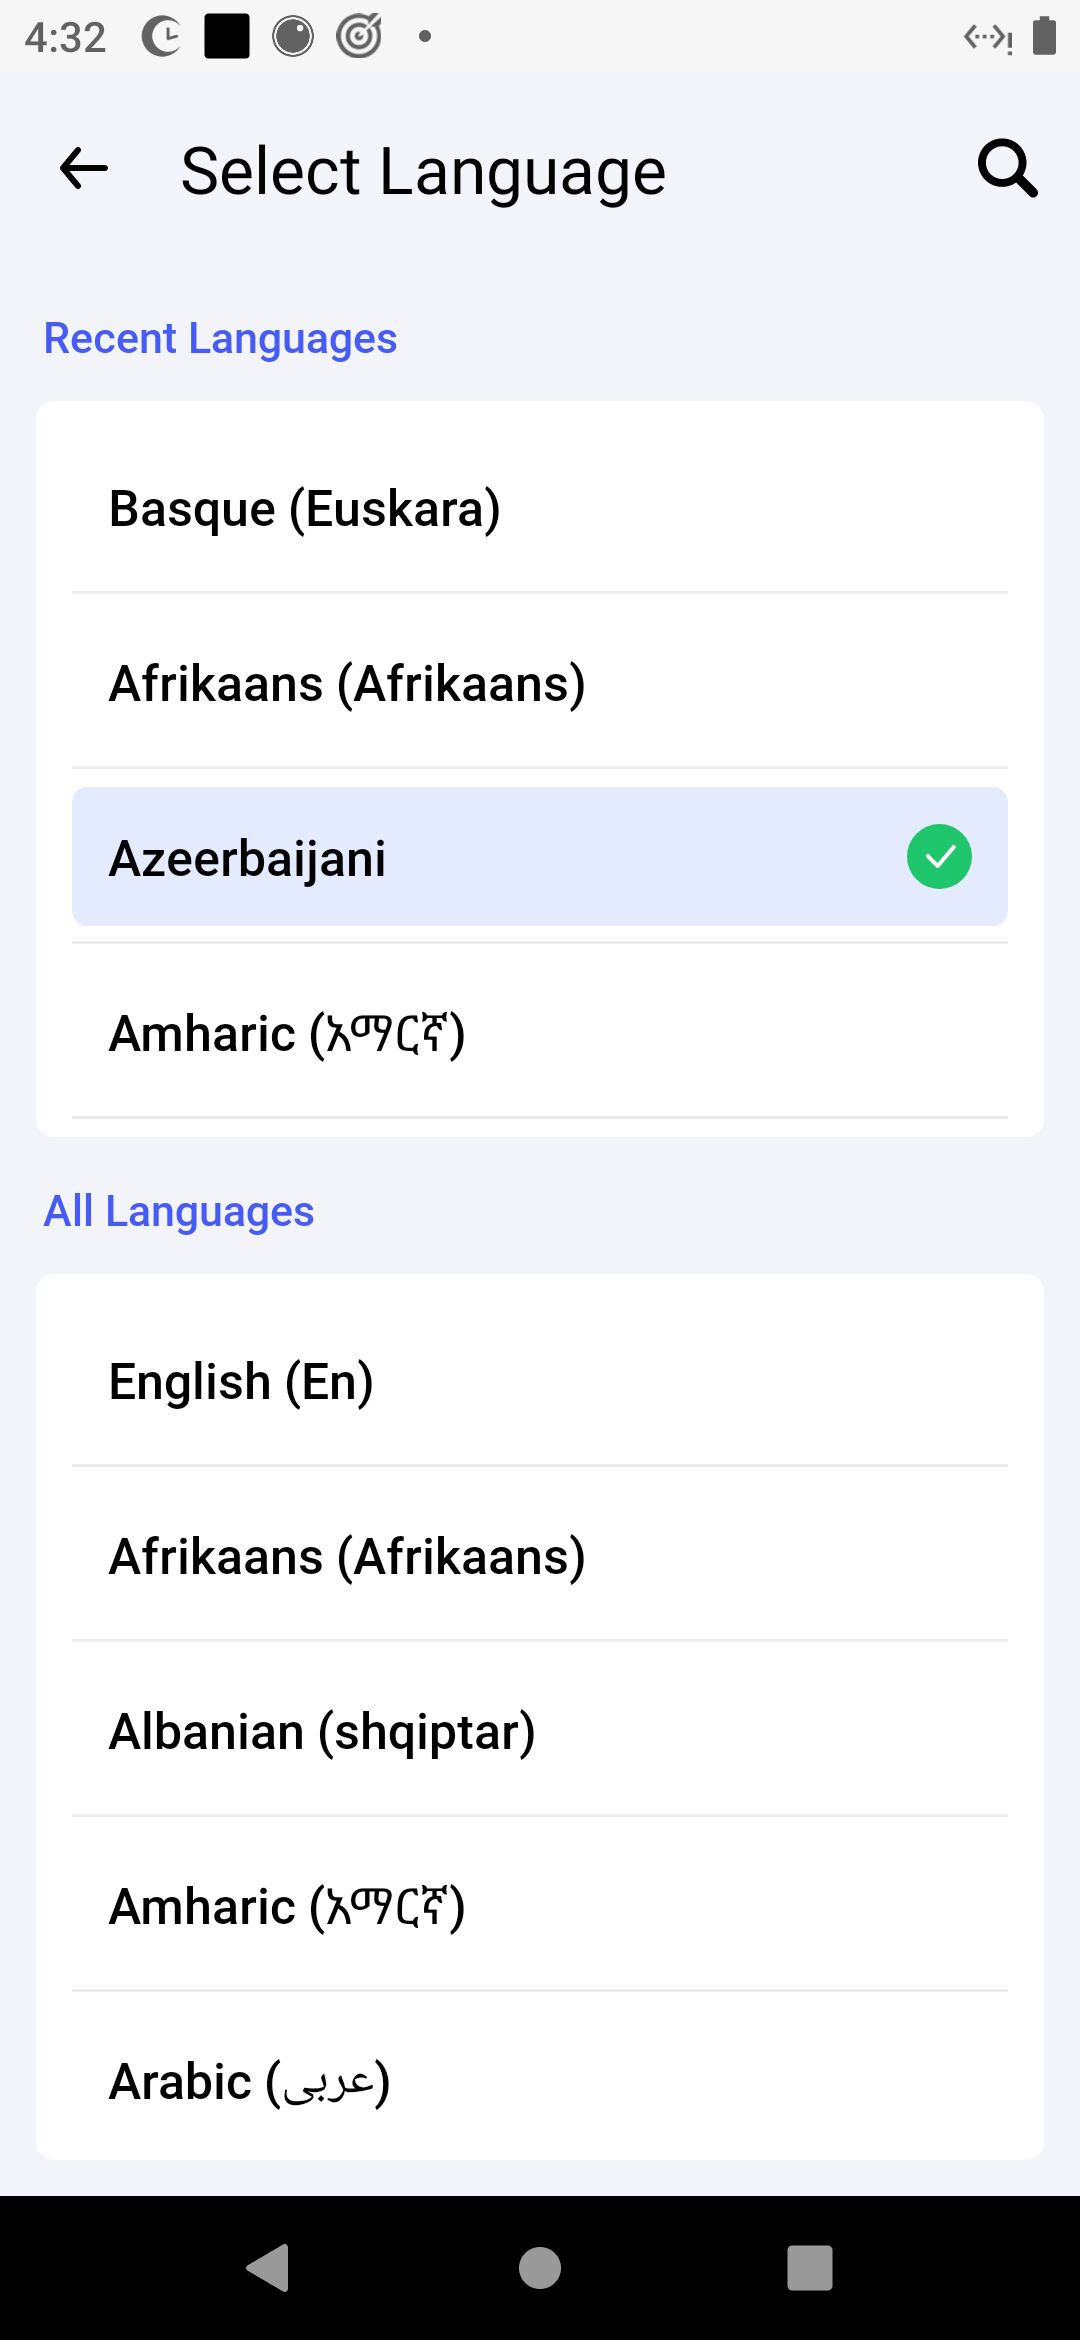 4:32
Select Language
Recent Languages
Basque (Euskara)
Afrikaans (Afrikaans)
Azeerbaijani
Amharic (አማርኛ)
All Languages
English (En)
Afrikaans (Afrikaans)
Albanian (shqiptar)
Amharic (አማርኛ)
Arabic (عربى)